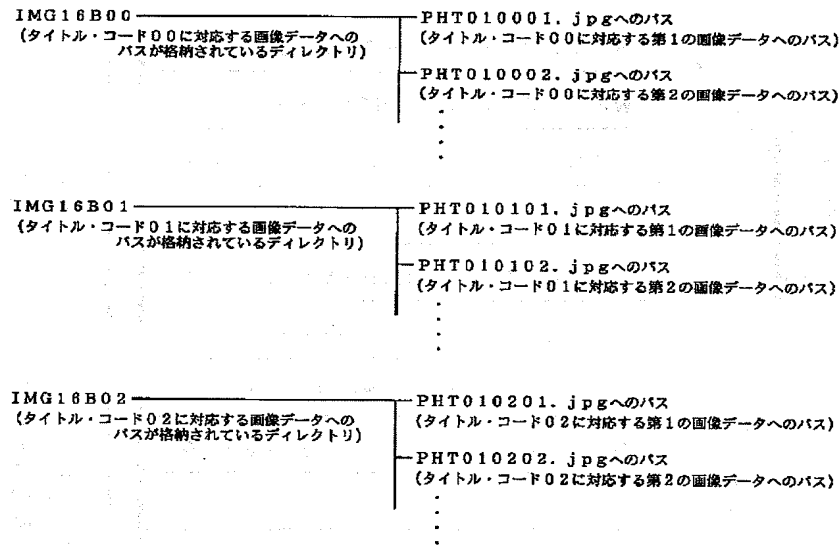 IMG16B00
(タイトル・コード00に対応する画像データへの
パスが格納されているディレクトリ)
PHT010001.jpgへのパス
(タイトル・コード00に対応する第1の画像データへのパス)
PHT010002.jpgへのパス
(タイトル・コード00に対応する第2の画像データへのパス)
IMG16B01
(タイトル・コード01に対応する画像データへの
パスが格納されているディレクトリ)
PHT010101.jpgへのパス
(タイトル・コード01に対応する第1の画像データへのパス)
PHT010102.jpgへのパス
(タイトル・コード01に対応する第2の画像データへのパス)
IMG16B02
(タイトル・コード02に対応する画像データへの
パスが格納されているディレクトリ)
PHT010201.jpgへのパス
(タイトル・コード02に対応する第1の画像データへのパス)
PHT010202.jpgへのパス
(タイトル・コード02に対応する第2の画像データへのパス)